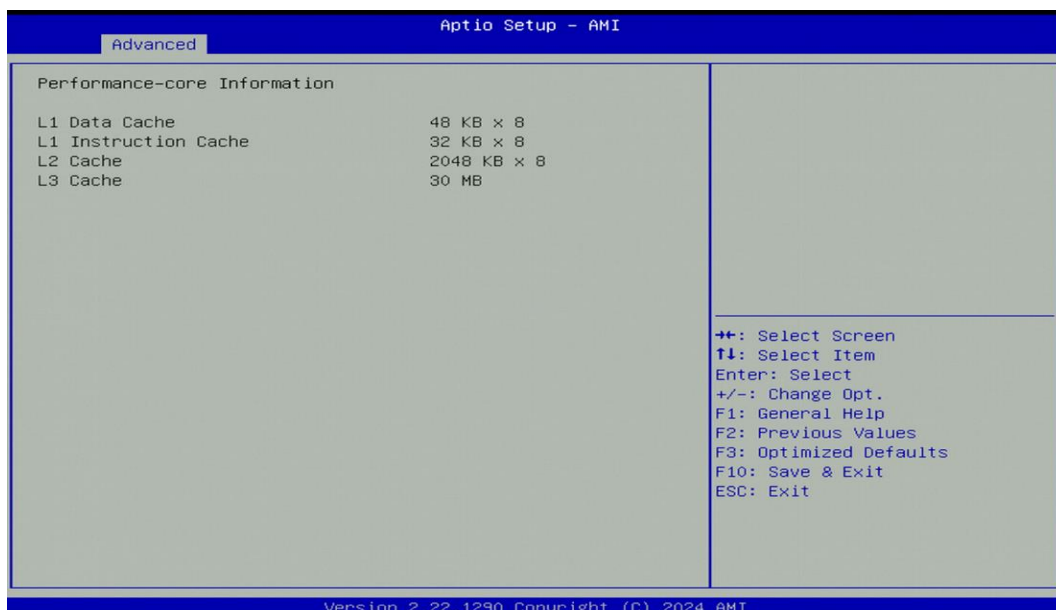 Aptio Setup - AMI
Advanced
Performance-core Information
L1 Data Cache 48 KB x 8
L1 Instruction Cache 32 KB x 8
L2 Cache 2048 KB x 8
L3 Cache 30 MB
→←: Select Screen
↑↓: Select Item
Enter: Select
+/-: Change Opt.
F1: General Help
F2: Previous Values
F3: Optimized Defaults
F10: Save & Exit
ESC: Exit
Version 2.22.1290 Copyright (C) 2024 AMI